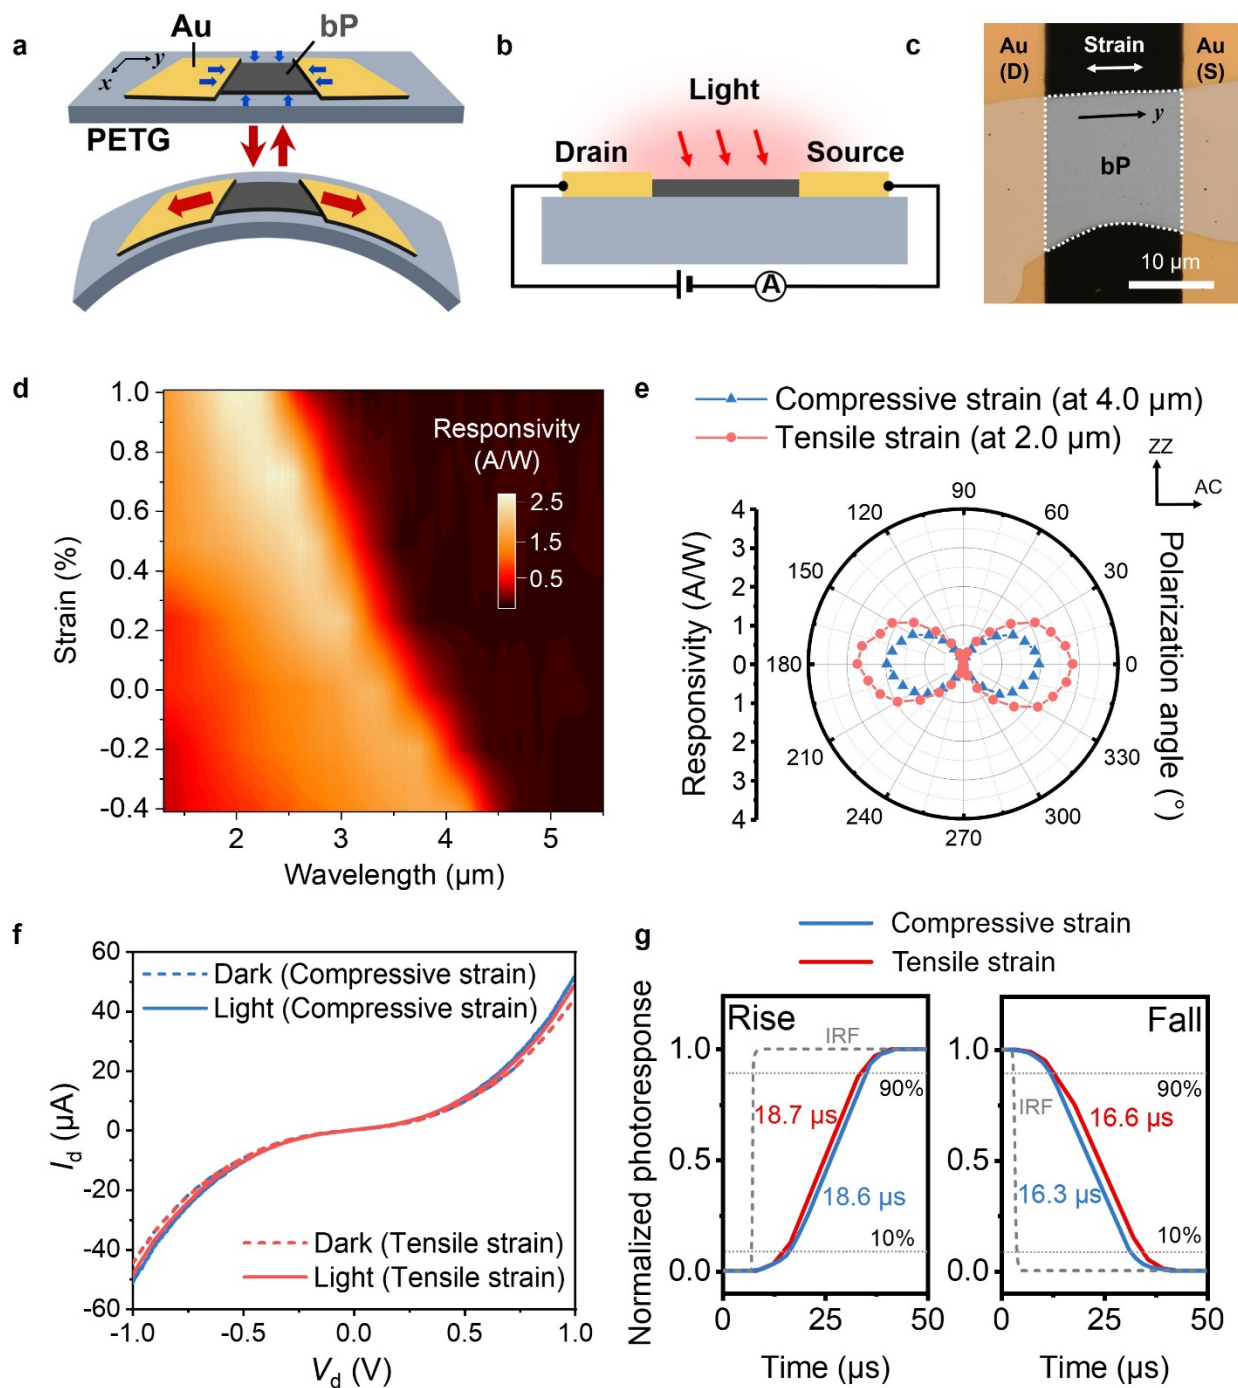 a
Au
bP
x
y
PETG
b
Light
Drain
Source
A
c
Au
(D)
Strain
Au
(S)
y
bP
10 µm
d
Strain (%)
1.0
0.8
0.6
0.4
0.2
0.0
-0.2
-0.4
Responsivity
(A/W)
2.5
1.5
0.5
2 3 4 5
Wavelength (µm)
e
Compressive strain (at 4.0 µm)
Tensile strain (at 2.0 µm)
ZZ
AC
Responsivity (A/W)
4
3
2
1
0
1
2
3
4
90
120
60
150
30
180
0
210
330
240
300
270
Polarization angle (°)
f
I_d (µA)
60
40
20
0
-20
-40
-60
Dark (Compressive strain)
Light (Compressive strain)
Dark (Tensile strain)
Light (Tensile strain)
-1.0 -0.5 0.0 0.5 1.0
V_d (V)
g
Compressive strain
Tensile strain
Normalized photoresponse
Rise
IRF
1.0
90%
18.7 µs
0.5
18.6 µs
10%
0.0
0 25 50
Time (µs)
Fall
1.0
90%
IRF
16.6 µs
0.5
16.3 µs
10%
0.0
0 25 50
Time (µs)